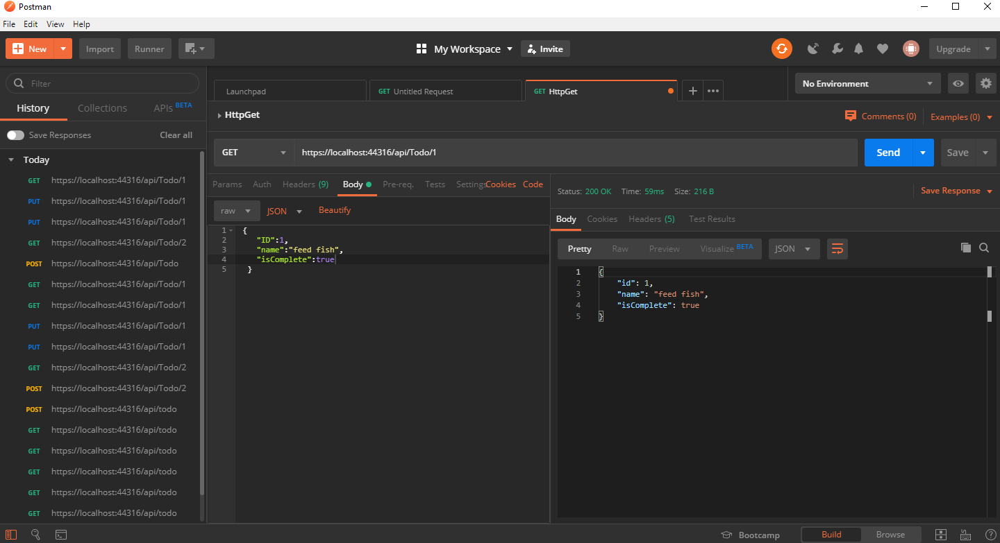 Postman
File Edit View Help
New Import Runner My Workspace Invite Upgrade
Filter
History Collections APIs BETA
Save Responses Clear all
Today
GET https://localhost:44316/api/Todo/1
PUT https://localhost:44316/api/Todo/1
PUT https://localhost:44316/api/Todo/1
GET https://localhost:44316/api/Todo/2
POST https://localhost:44316/api/Todo
GET https://localhost:44316/api/Todo/1
GET https://localhost:44316/api/Todo/1
PUT https://localhost:44316/api/Todo/1
PUT https://localhost:44316/api/Todo/1
GET https://localhost:44316/api/Todo/2
POST https://localhost:44316/api/Todo/2
POST https://localhost:44316/api/todo
GET https://localhost:44316/api/todo
GET https://localhost:44316/api/todo
GET https://localhost:44316/api/todo
GET https://localhost:44316/api/todo
GET https://localhost:44316/api/todo
Launchpad GET Untitled Request GET HttpGet No Environment
HttpGet Comments (0) Examples (0)
GET https://localhost:44316/api/Todo/1 Send Save
Params Auth Headers (9) Body Pre-req. Tests Settings Cookies Code
raw JSON Beautify
1 {
2 "ID":1,
3 "name":"feed fish",
4 "isComplete":true
5 }
Status: 200 OK Time: 59ms Size: 216 B Save Response
Body Cookies Headers (5) Test Results
Pretty Raw Preview Visualize BETA JSON
1 {
2 "id": 1,
3 "name": "feed fish",
4 "isComplete": true
5 }
Bootcamp Build Browse